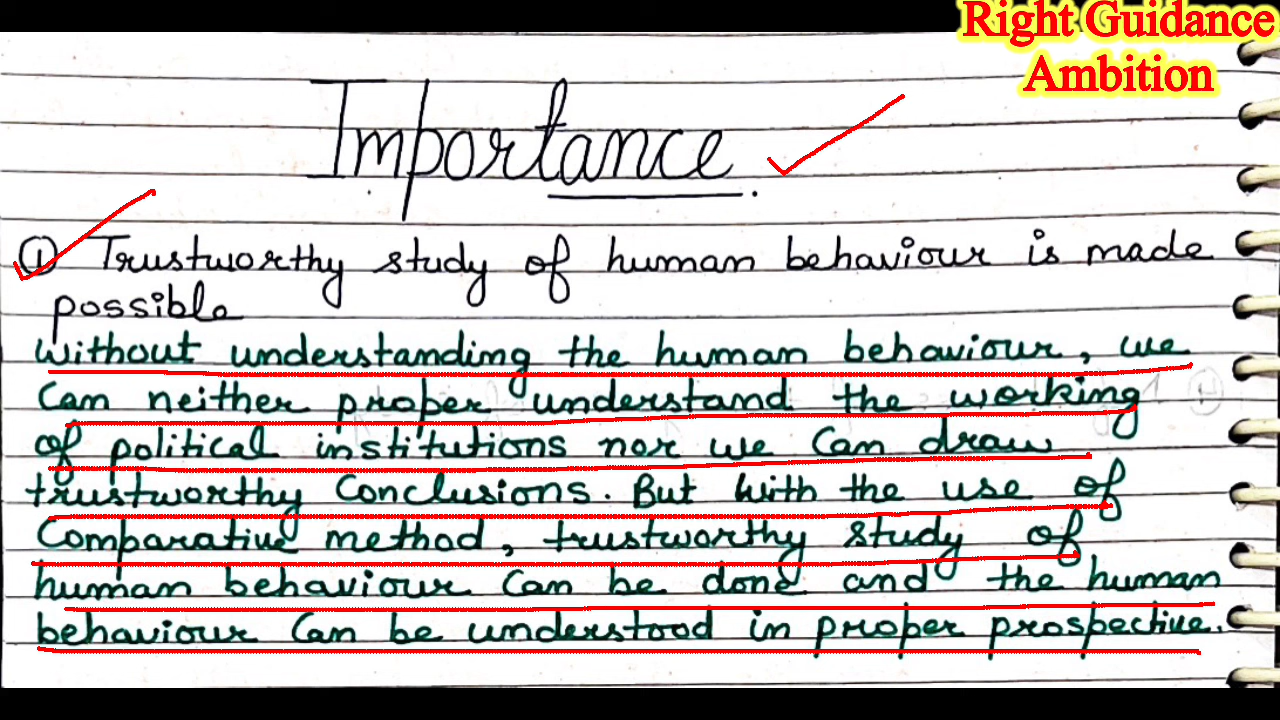 Right Guidance
Ambition
Importance.
① Trustworthy study of human behaviour is made
possible
without understanding the human behaviour, we
Can neither proper understand the working
of political institutions nor we Can draw
trustworthy Conclusions. But with the use of
Comparative method, trustworthy study of
human behaviour Can be done and the human
behaviour Can be understood in proper prospective.